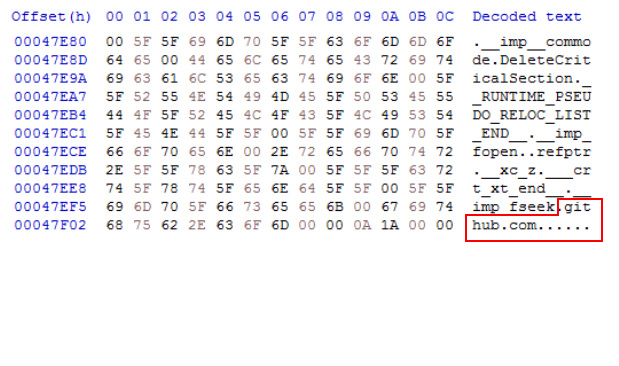 Offset(h) 00 01 02 03 04 05 06 07 08 09 0A 0B 0C Decoded text
00047E80 00 5F 5F 69 6D 70 5F 5F 63 6F 6D 6D 6F .__imp__commo
00047E8D 64 65 00 44 65 6C 65 74 65 43 72 69 74 de.DeleteCrit
00047E9A 69 63 61 6C 53 65 63 74 69 6F 6E 00 5F icalSection._
00047EA7 5F 52 55 4E 54 49 4D 45 5F 50 53 45 55 _RUNTIME_PSEU
00047EB4 44 4F 5F 52 45 4C 4F 43 5F 4C 49 53 54 DO_RELOC_LIST
00047EC1 5F 45 4E 44 5F 5F 00 5F 5F 69 6D 70 5F _END__.__imp_
00047ECE 66 6F 70 65 6E 00 2E 72 65 66 70 74 72 fopen..refptr
00047EDB 2E 5F 5F 78 63 5F 7A 00 5F 5F 5F 63 72 .__xc_z.___cr
00047EE8 74 5F 78 74 5F 65 6E 64 5F 5F 00 5F 5F t_xt_end__.__
00047EF5 69 6D 70 5F 66 73 65 65 6B 00 67 69 74 imp_fseek.git
00047F02 68 75 62 2E 63 6F 6D 00 00 0A 1A 00 00 hub.com......